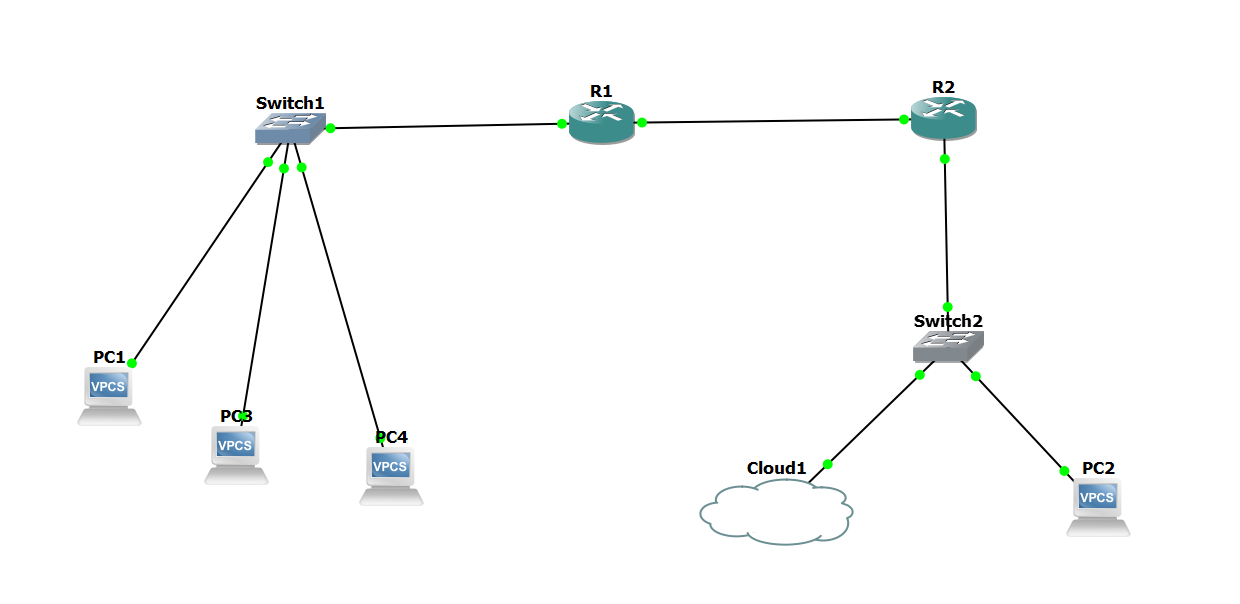 Switch1
R1
R2
Switch2
PC1
VPCS
PC3
VPCS
PC4
VPCS
Cloud1
PC2
VPCS